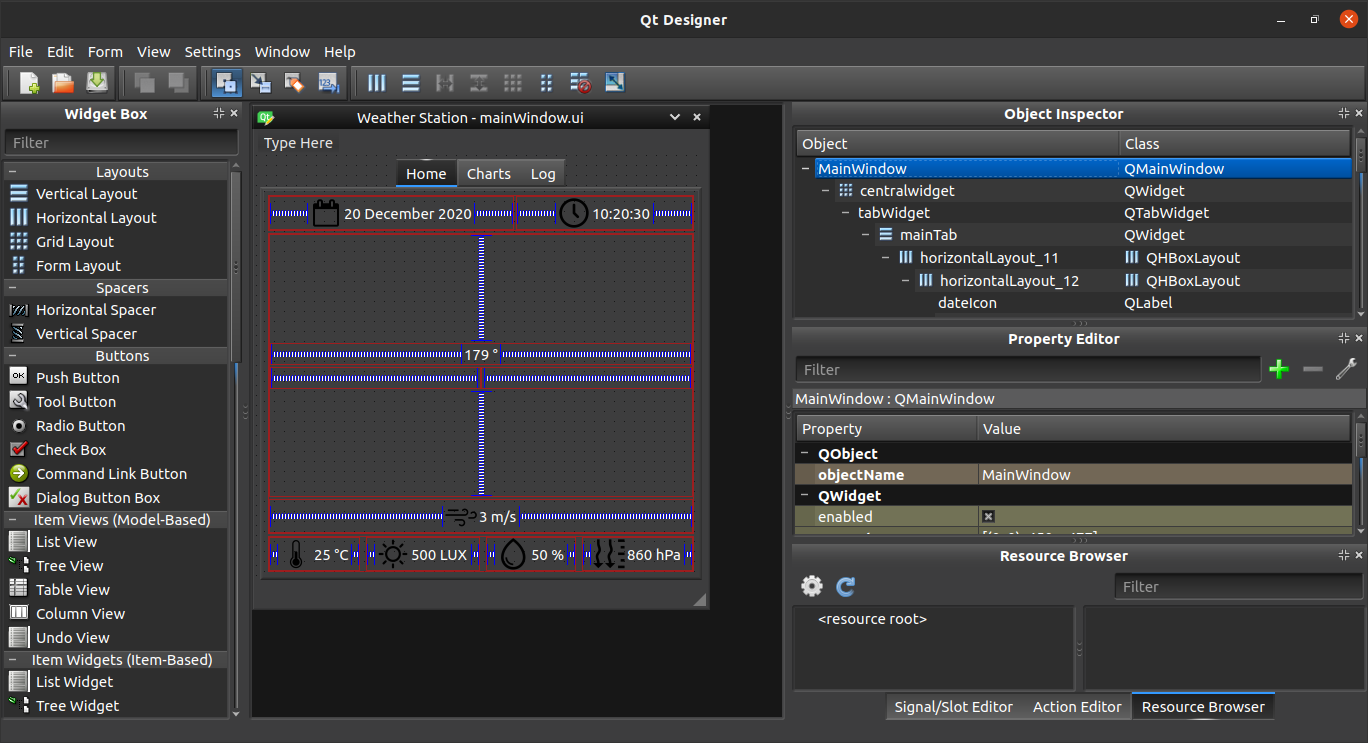 Qt Designer
File Edit Form View Settings Window Help
Widget Box
Filter
Layouts
Vertical Layout
Horizontal Layout
Grid Layout
Form Layout
Spacers
Horizontal Spacer
Vertical Spacer
Buttons
Push Button
Tool Button
Radio Button
Check Box
Command Link Button
Dialog Button Box
Item Views (Model-Based)
List View
Tree View
Table View
Column View
Undo View
Item Widgets (Item-Based)
List Widget
Tree Widget
Weather Station - mainWindow.ui
Type Here
Home Charts Log
20 December 2020 10:20:30
179 °
3 m/s
25 °C 500 LUX 50 % 860 hPa
Object Inspector
Object Class
MainWindow QMainWindow
centralwidget QWidget
tabWidget QTabWidget
mainTab QWidget
horizontalLayout_11 QHBoxLayout
horizontalLayout_12 QHBoxLayout
dateIcon QLabel
Property Editor
Filter
MainWindow : QMainWindow
Property Value
QObject
objectName MainWindow
QWidget
enabled
Resource Browser
Filter
<resource root>
Signal/Slot Editor Action Editor Resource Browser